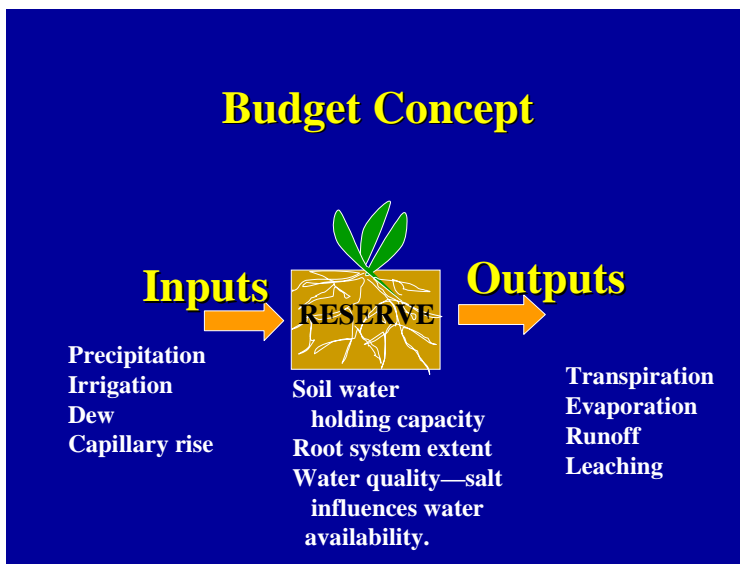 Budget Concept
Inputs
Precipitation
Irrigation
Dew
Capillary rise
RESERVE
Soil water
holding capacity
Root system extent
Water quality—salt
influences water
availability.
Outputs
Transpiration
Evaporation
Runoff
Leaching